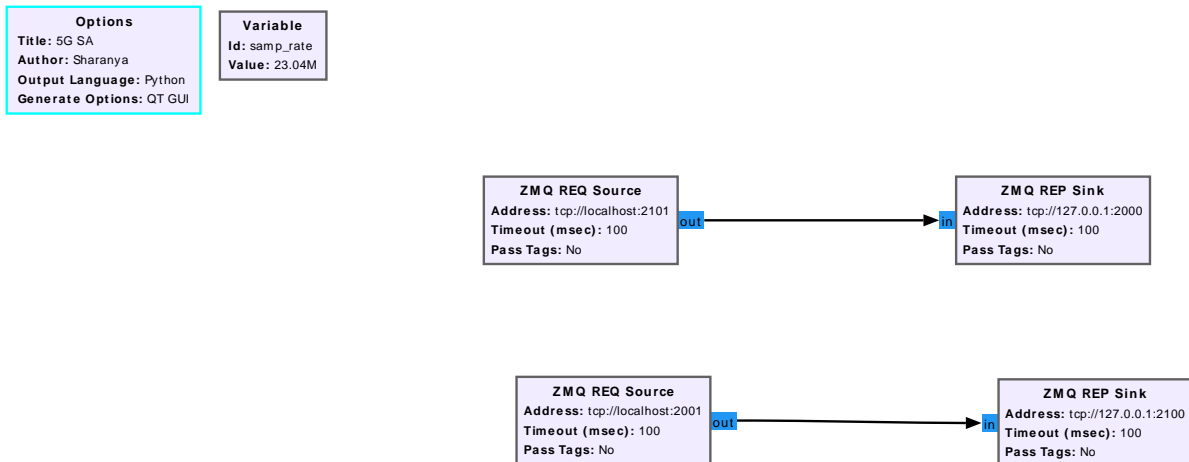 Options
Title: 5G SA
Author: Sharanya
Output Language: Python
Generate Options: QT GUI
Variable
Id: samp_rate
Value: 23.04M
ZMQ REQ Source
Address: tcp://localhost:2101
Timeout (msec): 100
Pass Tags: No
out
in
ZMQ REP Sink
Address: tcp://127.0.0.1:2000
Timeout (msec): 100
Pass Tags: No
ZMQ REQ Source
Address: tcp://localhost:2001
Timeout (msec): 100
Pass Tags: No
out
in
ZMQ REP Sink
Address: tcp://127.0.0.1:2100
Timeout (msec): 100
Pass Tags: No